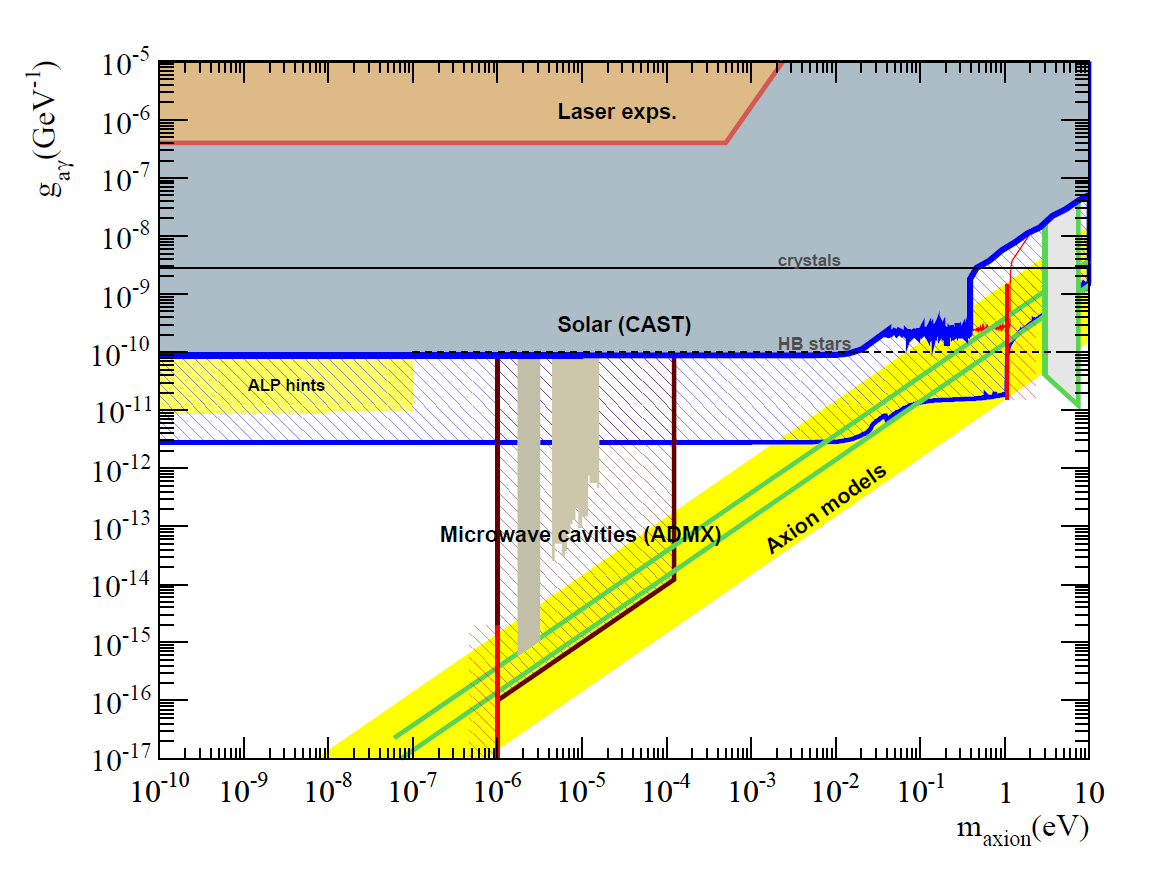 g_aγ(GeV^-1)
10^-5
10^-6
10^-7
10^-8
10^-9
10^-10
10^-11
10^-12
10^-13
10^-14
10^-15
10^-16
10^-17
Laser exps.
crystals
Solar (CAST)
HB stars
ALP hints
Microwave cavities (ADMX)
Axion models
10^-10 10^-9 10^-8 10^-7 10^-6 10^-5 10^-4 10^-3 10^-2 10^-1 1 10
m_axion(eV)